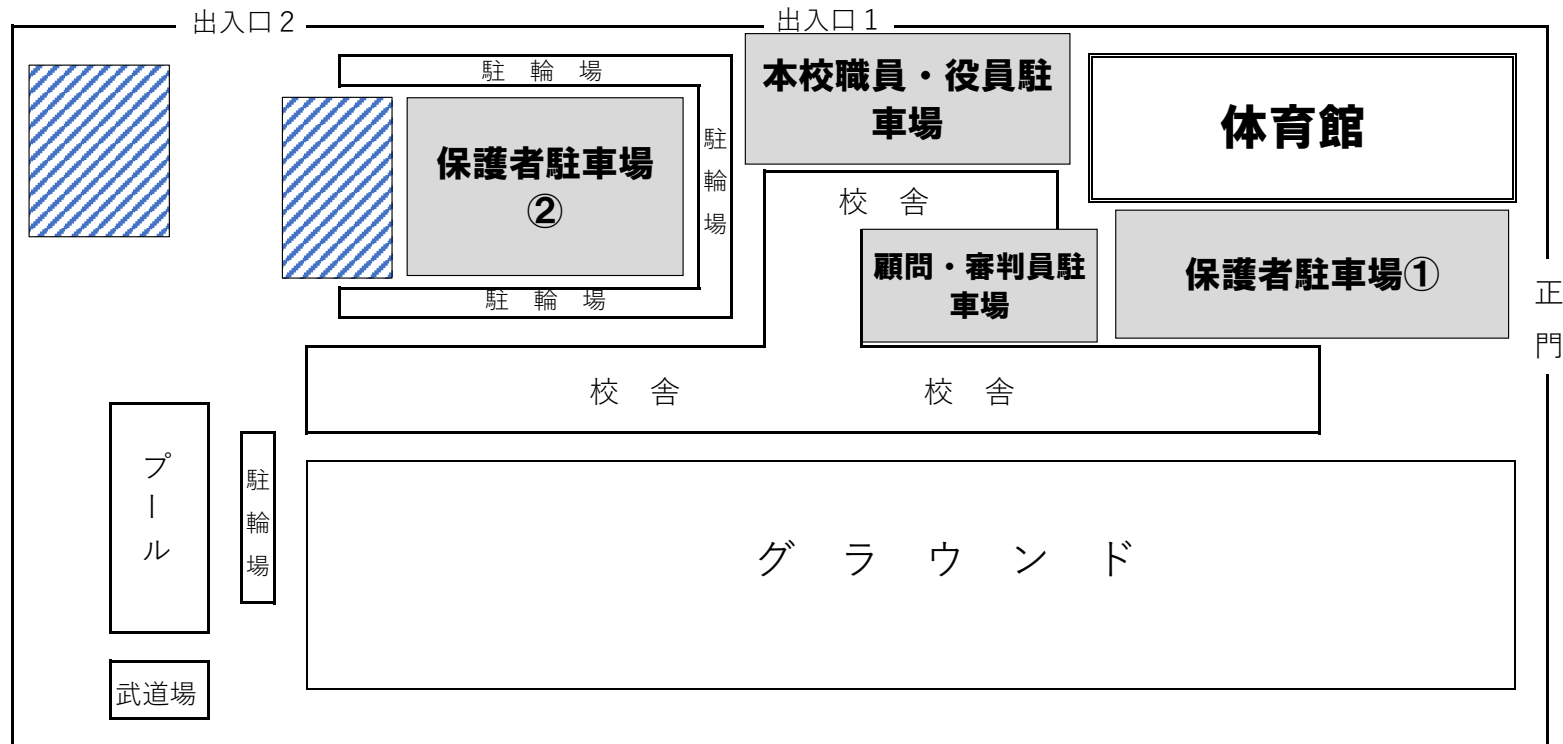 出入口２
出入口１
駐輪場
本校職員・役員駐
車場
体育館
駐輪場
保護者駐車場
②
校舎
顧問・審判員駐
車場
保護者駐車場①
正門
駐輪場
校舎
校舎
プール
駐輪場
グラウンド
武道場